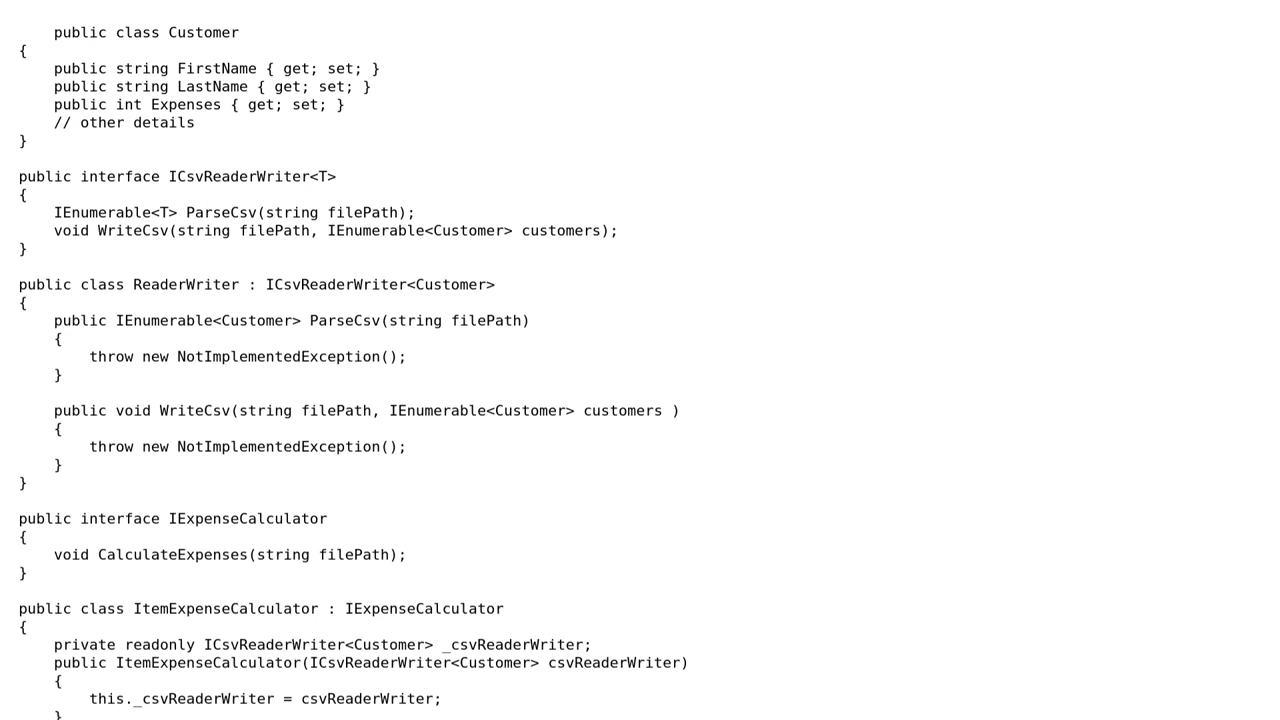 public class Customer
{
    public string FirstName { get; set; }
    public string LastName { get; set; }
    public int Expenses { get; set; }
    // other details
}

public interface ICsvReaderWriter<T>
{
    IEnumerable<T> ParseCsv(string filePath);
    void WriteCsv(string filePath, IEnumerable<Customer> customers);
}

public class ReaderWriter : ICsvReaderWriter<Customer>
{
    public IEnumerable<Customer> ParseCsv(string filePath)
    {
        throw new NotImplementedException();
    }

    public void WriteCsv(string filePath, IEnumerable<Customer> customers )
    {
        throw new NotImplementedException();
    }
}

public interface IExpenseCalculator
{
    void CalculateExpenses(string filePath);
}

public class ItemExpenseCalculator : IExpenseCalculator
{
    private readonly ICsvReaderWriter<Customer> _csvReaderWriter;
    public ItemExpenseCalculator(ICsvReaderWriter<Customer> csvReaderWriter)
    {
        this._csvReaderWriter = csvReaderWriter;
    }